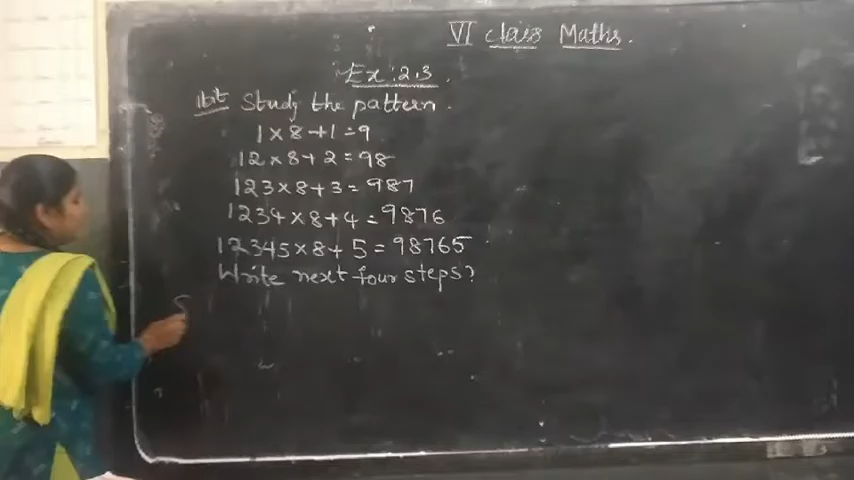 VI class Maths.
Ex: 2.3.
1bit Study the pattern.
1 x 8 + 1 = 9
12 x 8 + 2 = 98
123 x 8 + 3 = 987
1234 x 8 + 4 = 9876
12345 x 8 + 5 = 98765
Write next four steps?
S